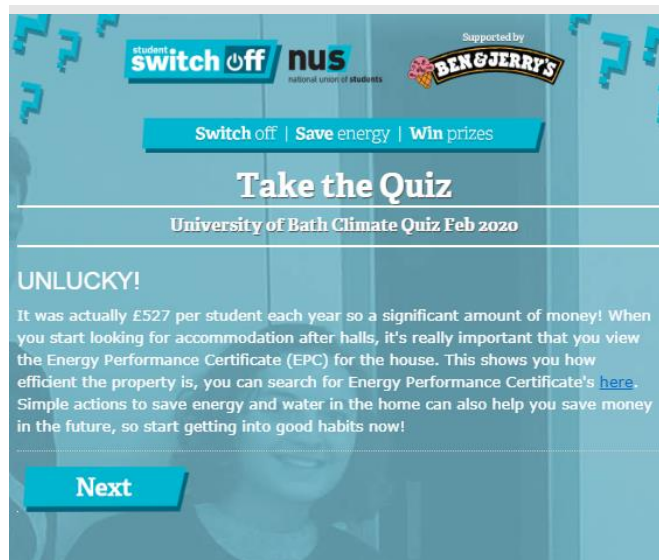 student
switch off
nus
national union of students
Supported by
BEN & JERRY'S
Switch off | Save energy | Win prizes
Take the Quiz
University of Bath Climate Quiz Feb 2020
UNLUCKY!
It was actually £527 per student each year so a significant amount of money! When
you start looking for accommodation after halls, it's really important that you view
the Energy Performance Certificate (EPC) for the house. This shows you how
efficient the property is, you can search for Energy Performance Certificate's here.
Simple actions to save energy and water in the home can also help you save money
in the future, so start getting into good habits now!
Next